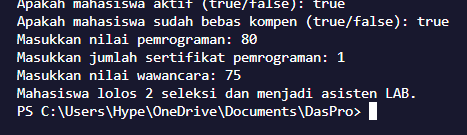 Apakah mahasiswa aktif (true/false): true
Apakah mahasiswa sudah bebas kompen (true/false): true
Masukkan nilai pemrograman: 80
Masukkan jumlah sertifikat pemrograman: 1
Masukkan nilai wawancara: 75
Mahasiswa lolos 2 seleksi dan menjadi asisten LAB.
PS C:\Users\Hype\OneDrive\Documents\DasPro>